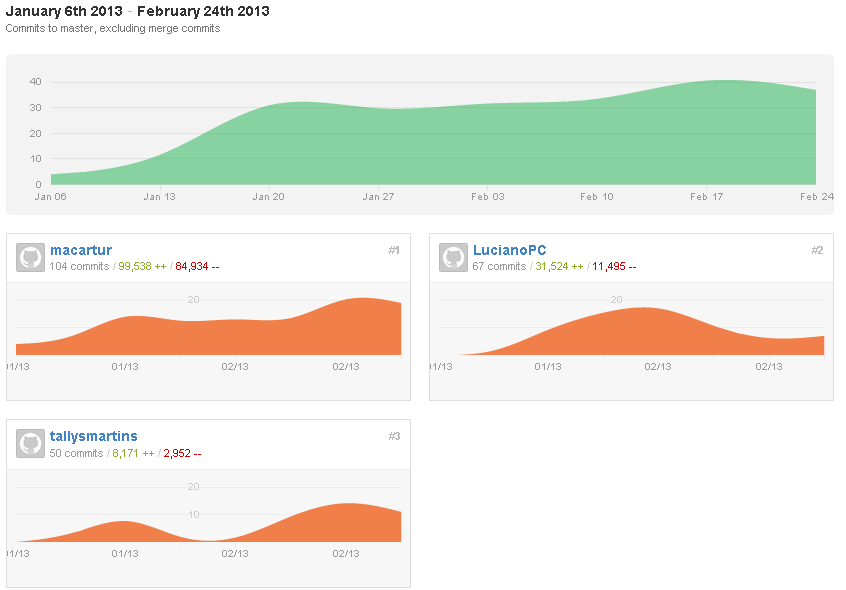 January 6th 2013 - February 24th 2013
Commits to master, excluding merge commits
40
30
20
10
0
Jan 06 Jan 13 Jan 20 Jan 27 Feb 03 Feb 10 Feb 17 Feb 24
macartur #1
104 commits / 99,538 ++ / 84,934 --
20
01/13 01/13 02/13 02/13
LucianoPC #2
67 commits / 31,524 ++ / 11,495 --
20
01/13 01/13 02/13 02/13
tallysmartins #3
50 commits / 8,171 ++ / 2,952 --
20
10
01/13 01/13 02/13 02/13